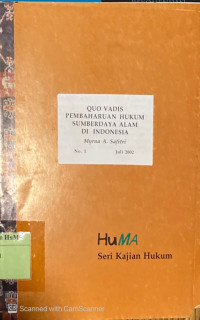 QUO VADIS
PEMBAHARUAN HUKUM
SUMBERDAYA ALAM
DI INDONESIA
Myrna A. Safitri
No. 1 Juli 2002
HuMA
Seri Kajian Hukum
n HuM
Scanned with CamScanner